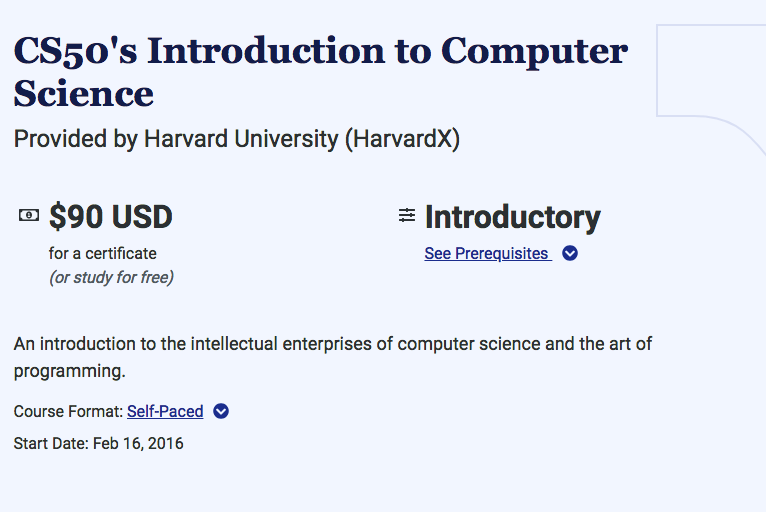 CS50's Introduction to Computer
Science
Provided by Harvard University (HarvardX)
$90 USD
for a certificate
(or study for free)
Introductory
See Prerequisites
An introduction to the intellectual enterprises of computer science and the art of
programming.
Course Format: Self-Paced
Start Date: Feb 16, 2016